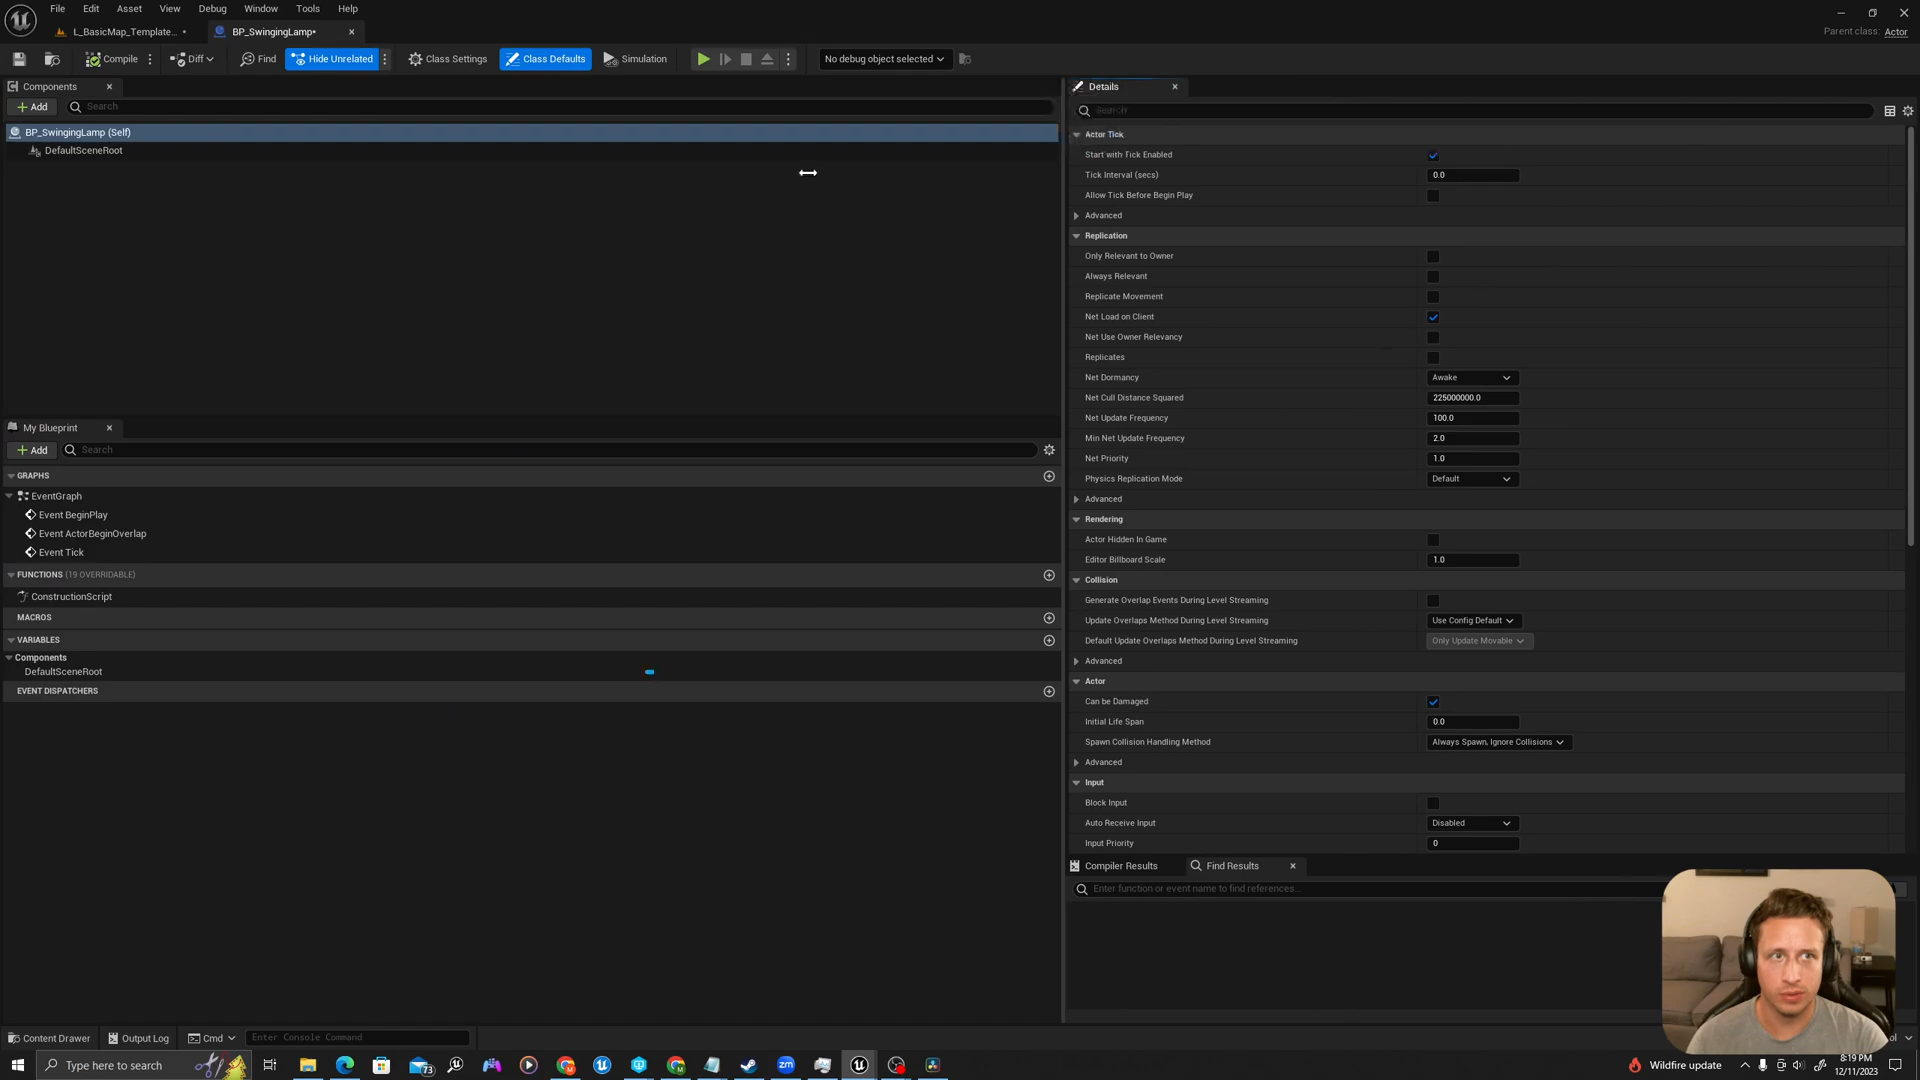 File Edit Asset View Debug Window Tools Help
L_BasicMap_Template... • BP_SwingingLamp•
Parent class: Actor
Compile Diff Find Hide Unrelated Class Settings Class Defaults Simulation No debug object selected
Components
Add Search
BP_SwingingLamp (Self)
DefaultSceneRoot
My Blueprint
Add Search
GRAPHS
EventGraph
Event BeginPlay
Event ActorBeginOverlap
Event Tick
FUNCTIONS (19 OVERRIDABLE)
ConstructionScript
MACROS
VARIABLES
Components
DefaultSceneRoot
EVENT DISPATCHERS
Details
Search
Actor Tick
Start with Tick Enabled
Tick Interval (secs) 0.0
Allow Tick Before Begin Play
Advanced
Replication
Only Relevant to Owner
Always Relevant
Replicate Movement
Net Load on Client
Net Use Owner Relevancy
Replicates
Net Dormancy Awake
Net Cull Distance Squared 225000000.0
Net Update Frequency 100.0
Min Net Update Frequency 2.0
Net Priority 1.0
Physics Replication Mode Default
Advanced
Rendering
Actor Hidden In Game
Editor Billboard Scale 1.0
Collision
Generate Overlap Events During Level Streaming
Update Overlaps Method During Level Streaming Use Config Default
Default Update Overlaps Method During Level Streaming Only Update Movable
Advanced
Actor
Can be Damaged
Initial Life Span 0.0
Spawn Collision Handling Method Always Spawn, Ignore Collisions
Advanced
Input
Block Input
Auto Receive Input Disabled
Input Priority 0
Compiler Results Find Results
Enter function or event name to find references...
Content Drawer Output Log Cmd Enter Console Command
Type here to search 73 zm Wildfire update 8:19 PM
12/11/2023